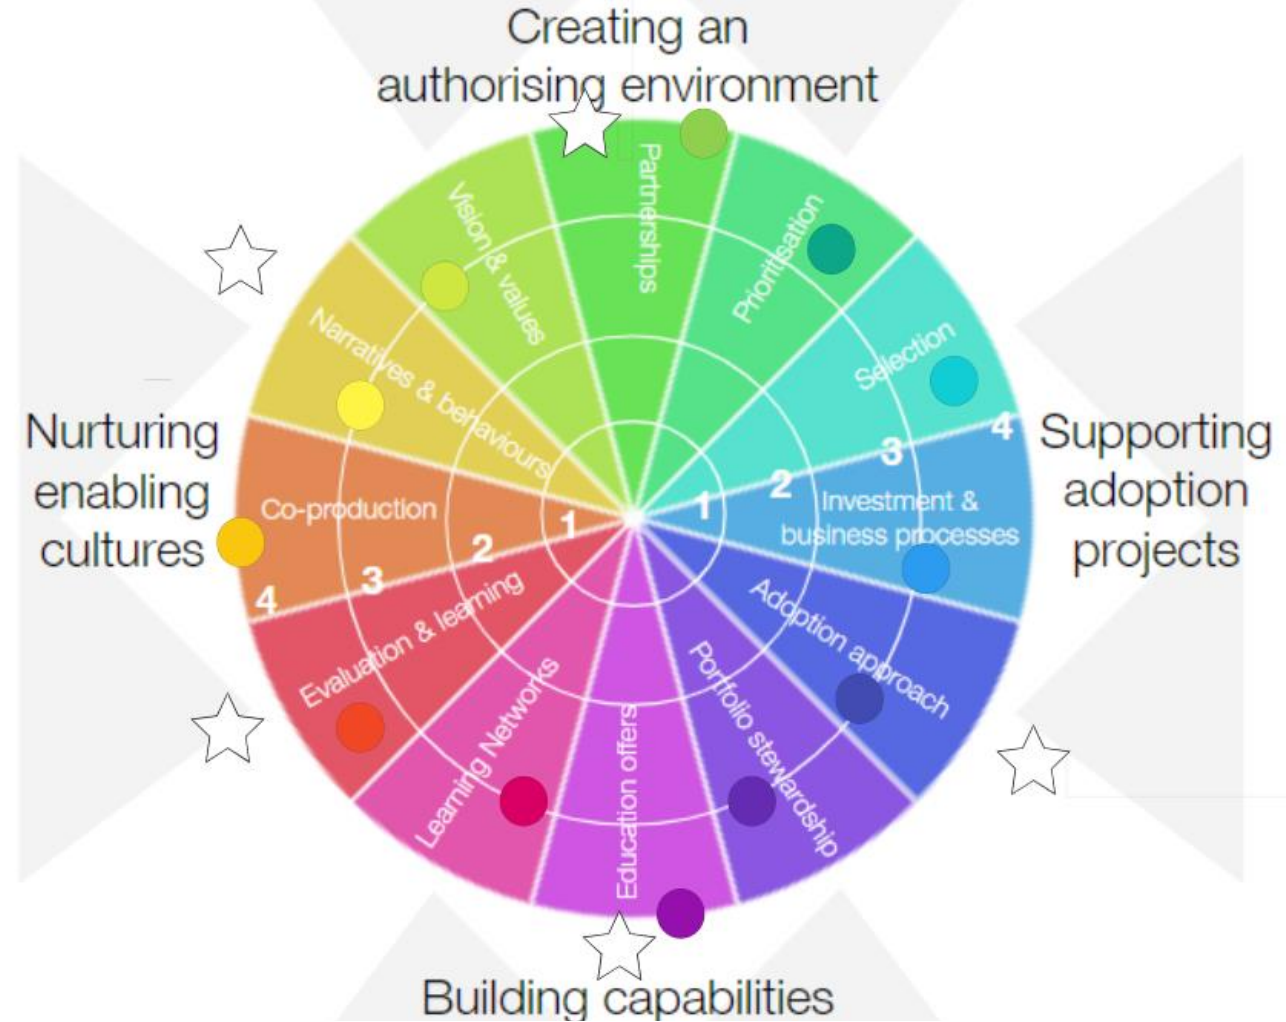 Creating an
authorising environment
Partnerships
Vision & values
Prioritisation
Narratives & behaviours
Selection
Nurturing
enabling
cultures
Co-production
1
2
3
4
1
2
3
4
Investment &
business processes
Supporting
adoption
projects
Evaluation & learning
Adoption approach
Learning Networks
Education offers
Portfolio stewardship
Building capabilities